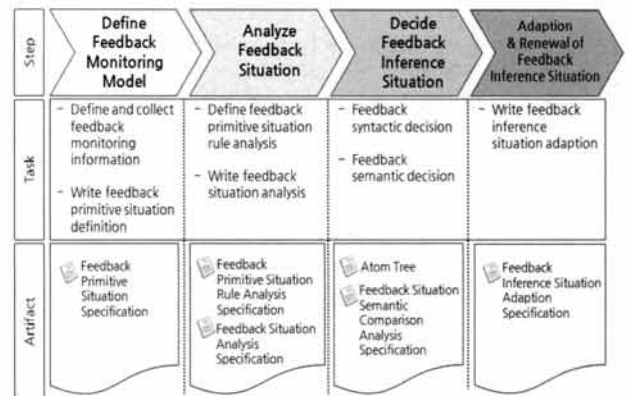 Step
Define
Feedback
Monitoring
Model
Analyze
Feedback
Situation
Decide
Feedback
Inference
Situation
Adaption
& Renewal of
Feedback
Inference Situation
Task
- Define and collect
feedback
monitoring
information
- Write feedback
primitive situation
definition
- Define feedback
primitive situation
rule analysis
- Write feedback
situation analysis
- Feedback
syntactic decision
- Feedback
semantic decision
- Write feedback
inference
situation adaption
Artifact
Feedback
Primitive
Situation
Specification
Feedback
Primitive Situation
Rule Analysis
Specification
Feedback Situation
Analysis
Specification
Atom Tree
Feedback Situation
Semantic
Comparison
Analysis
Specification
Feedback
Inference Situation
Adaption
Specification